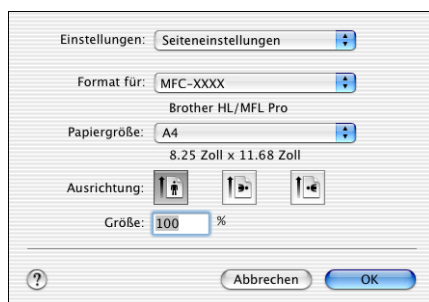 Einstellungen: Seiteneinstellungen
Format für: MFC-XXXX
Brother HL/MFL Pro
Papiergröße: A4
8.25 Zoll x 11.68 Zoll
Ausrichtung:
Größe: 100 %
? Abbrechen OK